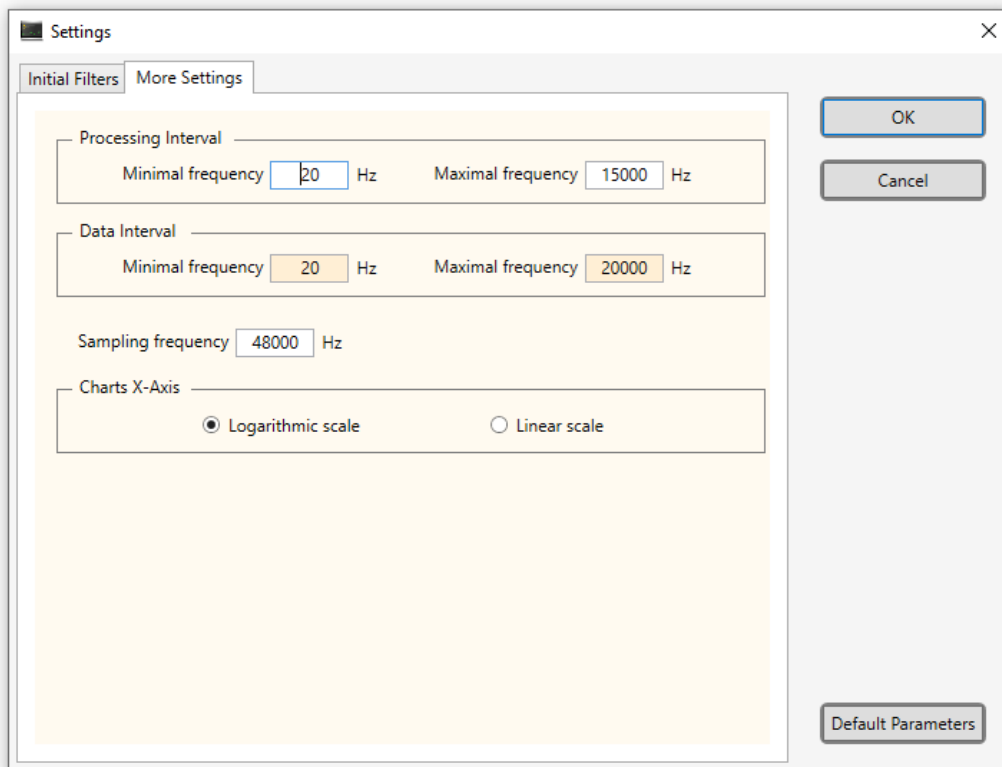 Settings
Initial Filters More Settings
OK
Processing Interval
Minimal frequency 20 Hz Maximal frequency 15000 Hz
Cancel
Data Interval
Minimal frequency 20 Hz Maximal frequency 20000 Hz
Sampling frequency 48000 Hz
Charts X-Axis
Logarithmic scale Linear scale
Default Parameters